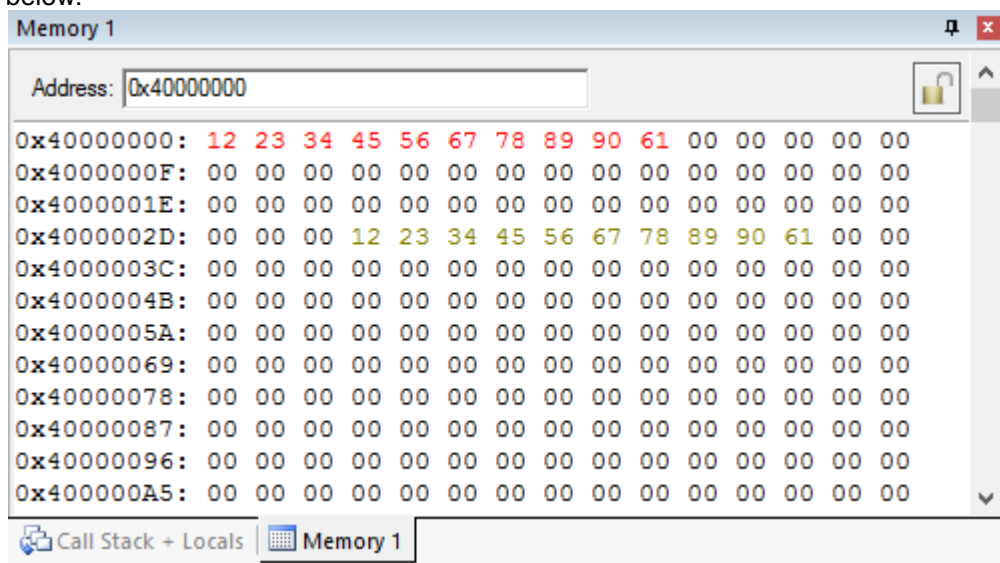 below.
Memory 1
Address: 0x40000000
0x40000000: 12 23 34 45 56 67 78 89 90 61 00 00 00 00 00
0x4000000F: 00 00 00 00 00 00 00 00 00 00 00 00 00 00 00
0x4000001E: 00 00 00 00 00 00 00 00 00 00 00 00 00 00 00
0x4000002D: 00 00 00 12 23 34 45 56 67 78 89 90 61 00 00
0x4000003C: 00 00 00 00 00 00 00 00 00 00 00 00 00 00 00
0x4000004B: 00 00 00 00 00 00 00 00 00 00 00 00 00 00 00
0x4000005A: 00 00 00 00 00 00 00 00 00 00 00 00 00 00 00
0x40000069: 00 00 00 00 00 00 00 00 00 00 00 00 00 00 00
0x40000078: 00 00 00 00 00 00 00 00 00 00 00 00 00 00 00
0x40000087: 00 00 00 00 00 00 00 00 00 00 00 00 00 00 00
0x40000096: 00 00 00 00 00 00 00 00 00 00 00 00 00 00 00
0x400000A5: 00 00 00 00 00 00 00 00 00 00 00 00 00 00 00
Call Stack + Locals Memory 1